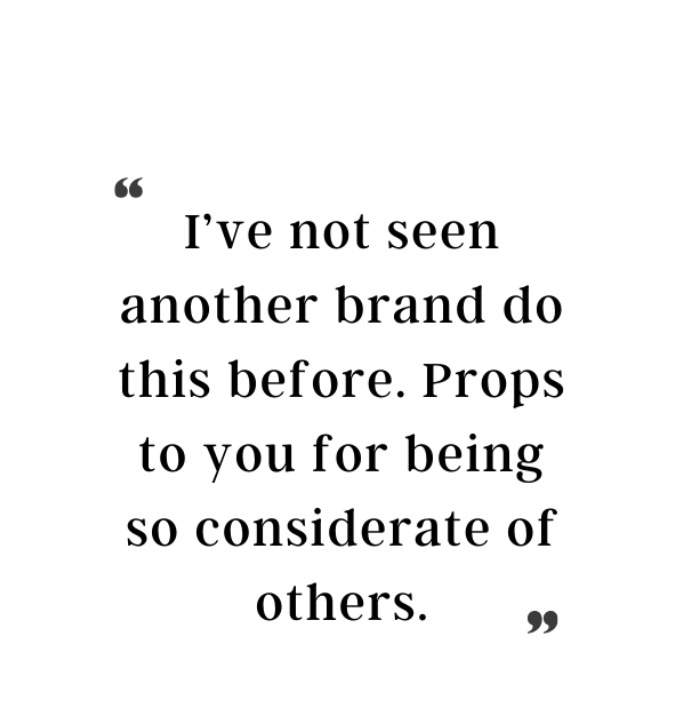 “
I’ve not seen
another brand do
this before. Props
to you for being
so considerate of
others.
”